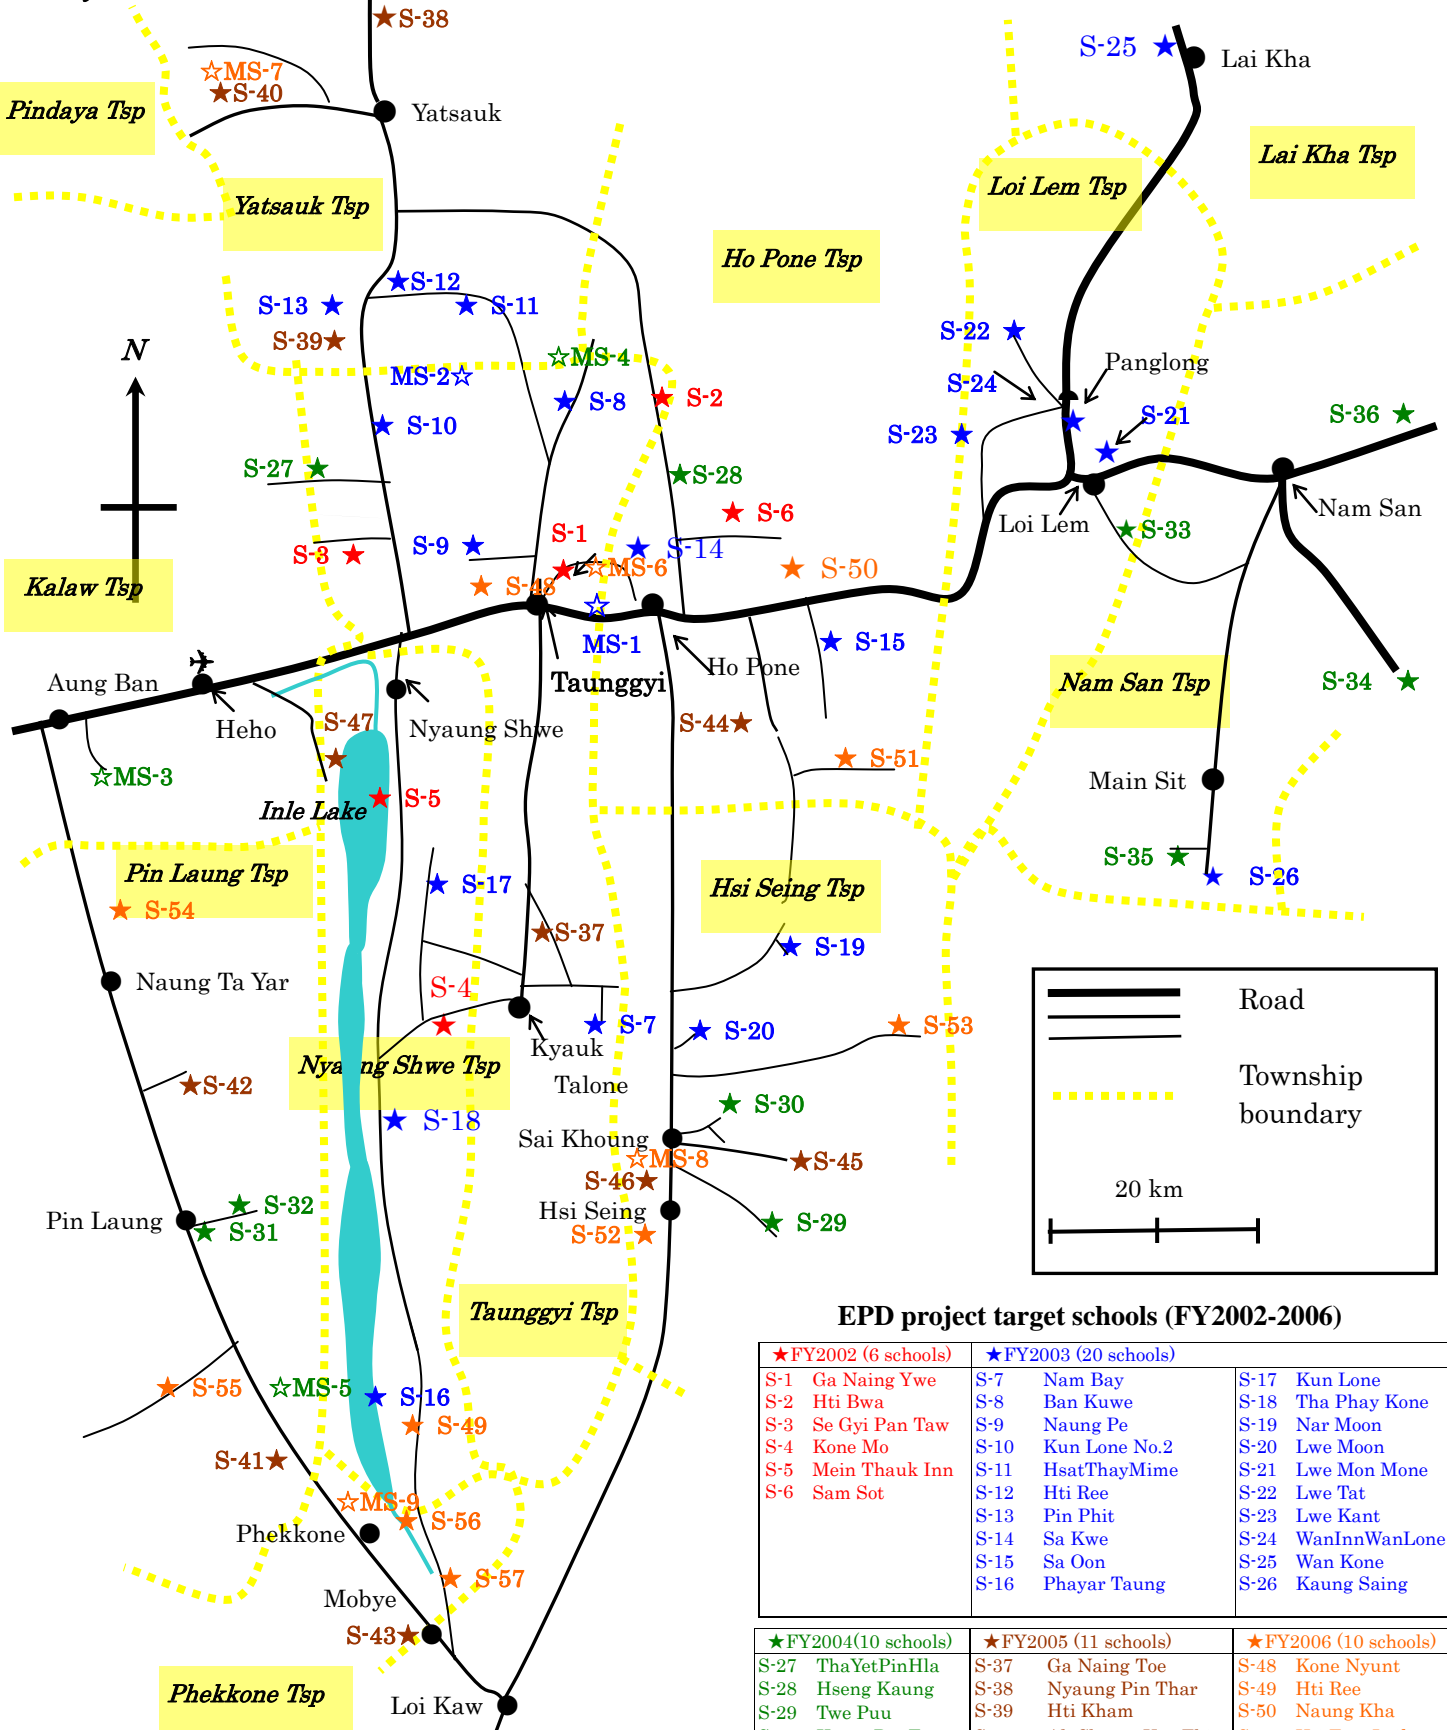 S-38
S-25
Lai Kha
MS-7
S-40
Pindaya Tsp
Yatsauk
Lai Kha Tsp
Loi Lem Tsp
Yatsauk Tsp
Ho Pone Tsp
S-12
S-13
S-11
S-39
S-22
N
MS-4
Panglong
MS-2
S-24
S-8
S-2
S-10
S-21
S-36
S-23
S-27
S-28
Nam San
S-6
Loi Lem
S-33
S-1
S-9
S-14
S-3
MS-6
S-50
Kalaw Tsp
S-48
MS-1
S-15
Ho Pone
Aung Ban
Taunggyi
Nam San Tsp
S-34
Heho
S-47
Nyaung Shwe
S-44
S-51
MS-3
Main Sit
S-5
Inle Lake
S-35
Pin Laung Tsp
S-17
Hsi Seing Tsp
S-26
S-54
S-37
S-19
Naung Ta Yar
S-4
Road
S-7
S-20
S-53
Kyauk
Talone
Nyaung Shwe Tsp
Township
boundary
S-42
S-30
S-18
Sai Khoung
MS-8
S-45
S-46
20 km
S-32
Pin Laung
S-31
Hsi Seing
S-29
S-52
Taunggyi Tsp
S-55
MS-5
S-16
S-49
S-41
MS-9
S-56
Phekkone
S-57
Mobye
S-43
Phekkone Tsp
Loi Kaw
EPD project target schools (FY2002-2006)
★FY2002 (6 schools) ★FY2003 (20 schools)
S-1 Ga Naing Ywe S-7 Nam Bay S-17 Kun Lone
S-2 Hti Bwa S-8 Ban Kuwe S-18 Tha Phay Kone
S-3 Se Gyi Pan Taw S-9 Naung Pe S-19 Nar Moon
S-4 Kone Mo S-10 Kun Lone No.2 S-20 Lwe Moon
S-5 Mein Thauk Inn S-11 HsatThayMime S-21 Lwe Mon Mone
S-6 Sam Sot S-12 Hti Ree S-22 Lwe Tat
S-13 Pin Phit S-23 Lwe Kant
S-14 Sa Kwe S-24 WanInnWanLone
S-15 Sa Oon S-25 Wan Kone
S-16 Phayar Taung S-26 Kaung Saing
★FY2004(10 schools) ★FY2005 (11 schools) ★FY2006 (10 schools)
S-27 ThaYetPinHla S-37 Ga Naing Toe S-48 Kone Nyunt
S-28 Hseng Kaung S-38 Nyaung Pin Thar S-49 Hti Ree
S-29 Twe Puu S-39 Hti Kham S-50 Naung Kha